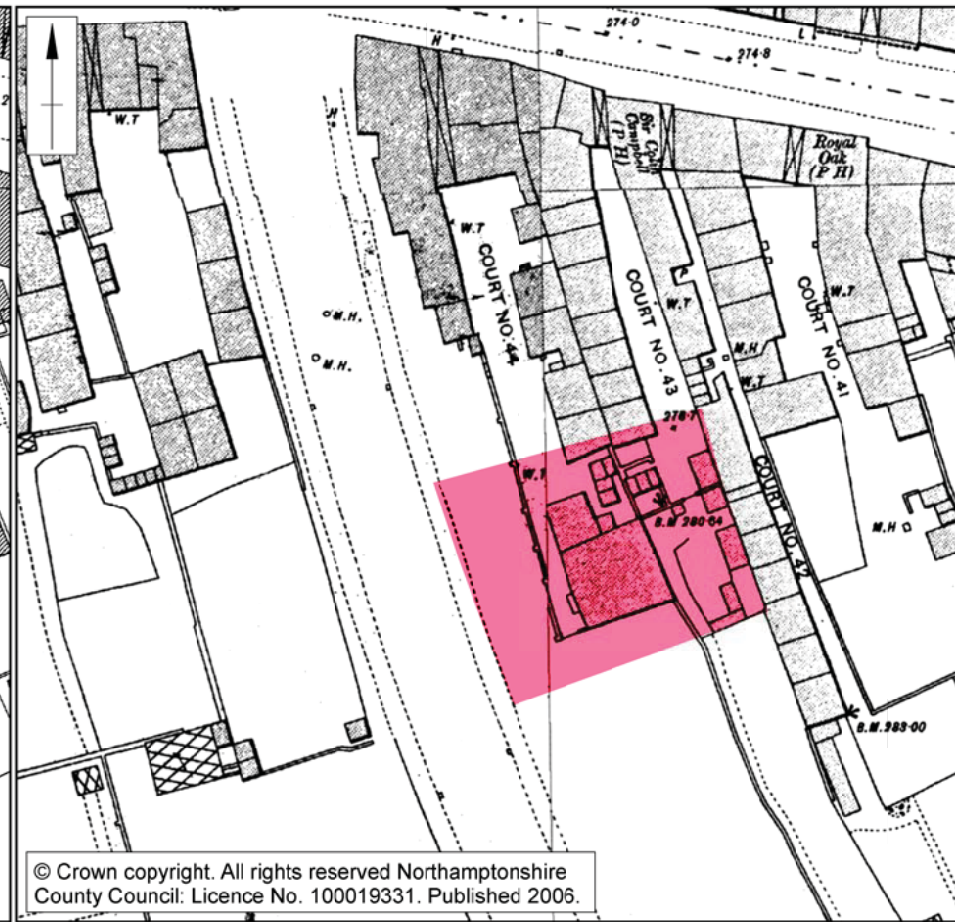 274·0
H
274·8
L
2
W.T
H
Sir Colin
Campbell
(P H)
Royal
Oak
(P H)
W.T
COURT NO. 44
COURT NO. 43
W.T
COURT NO. 41
W.T
M.H.
M.H.
M.H
W.T
278·7
W.T
COURT NO. 42
B.M. 280·64
M.H
B.M. 283·00
© Crown copyright. All rights reserved Northamptonshire
County Council: Licence No. 100019331. Published 2006.